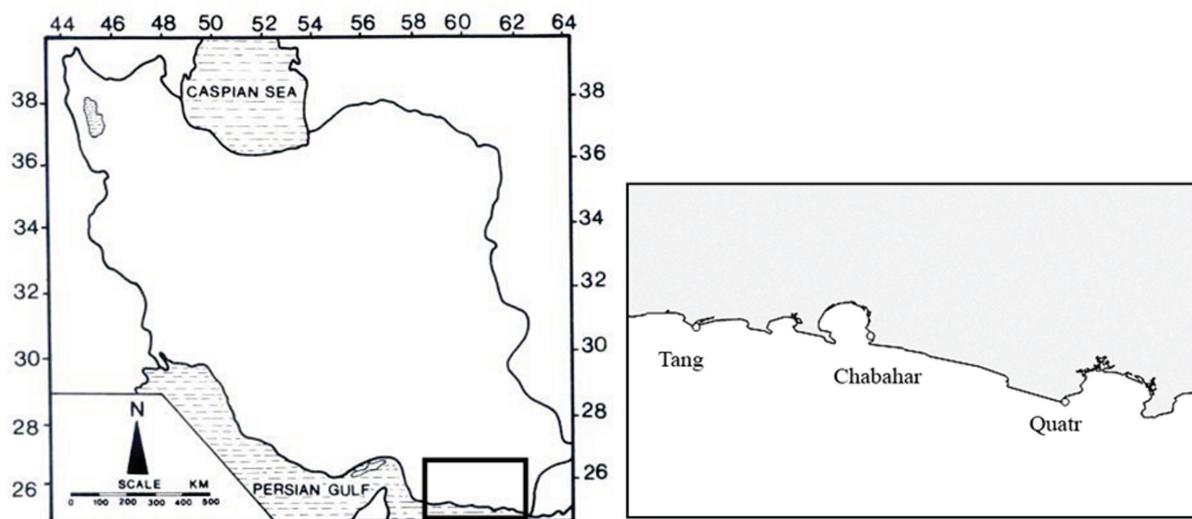 44 46 48 50 52 54 56 58 60 62 64
CASPIAN SEA
38
36
34
32
30
28
26
38
36
34
32
30
28
26
N
SCALE KM
0 100 200 300 400 500
PERSIAN GULF
Tang
Chabahar
Quatr